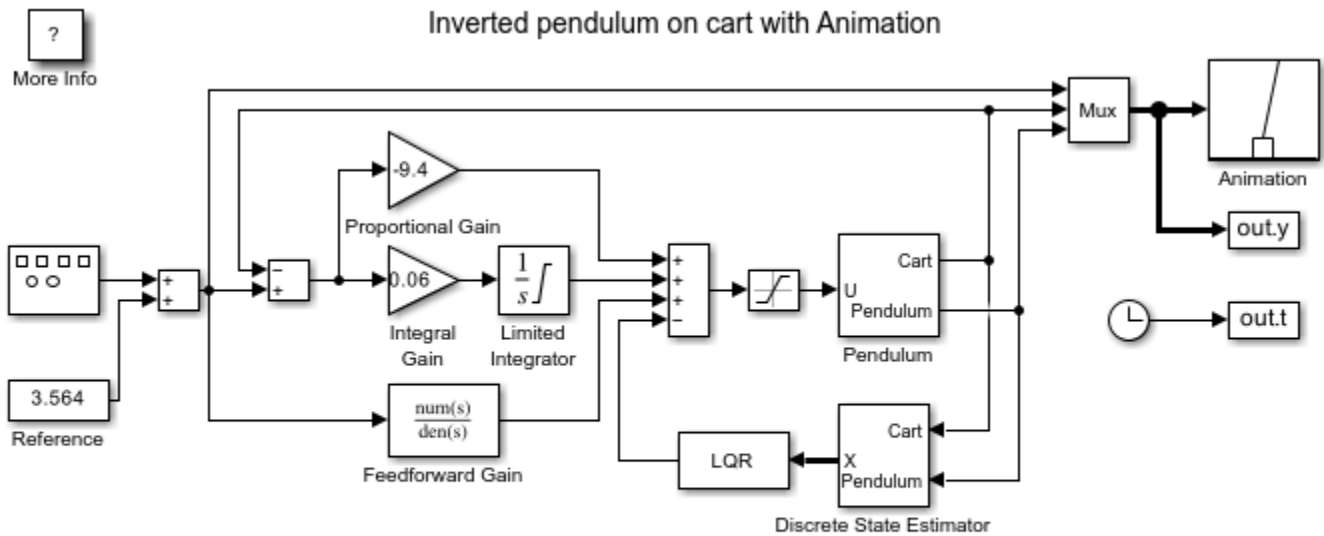 Inverted pendulum on cart with Animation
?
More Info
Mux
Animation
-9.4
Proportional Gain
out.y
+
+
−
+
0.06
Integral
Gain
1
s
Limited
Integrator
+
+
+
−
Cart
U
Pendulum
Pendulum
out.t
3.564
Reference
num(s)
den(s)
Feedforward Gain
LQR
Cart
X
Pendulum
Discrete State Estimator